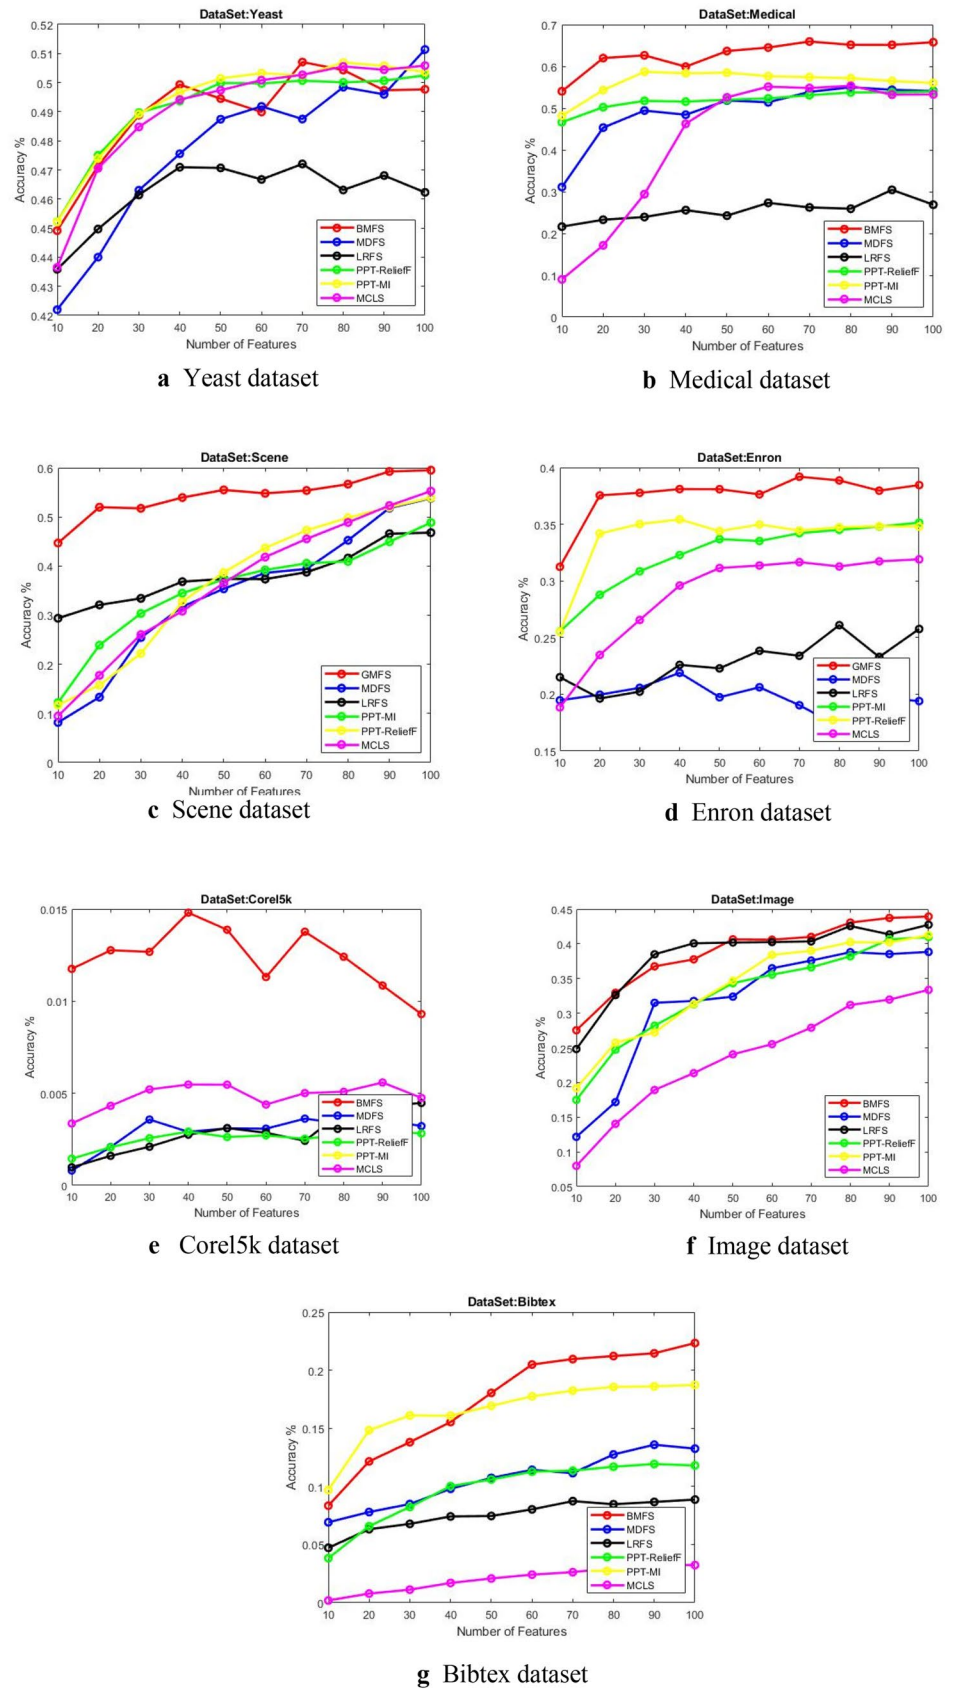 DataSet:Yeast
0.52
0.51
0.5
0.49
0.48
0.47
0.46
0.45
0.44
0.43
0.42
Accuracy %
10 20 30 40 50 60 70 80 90 100
Number of Features
BMFS
MDFS
LRFS
PPT-ReliefF
PPT-MI
MCLS
a Yeast dataset
DataSet:Medical
0.7
0.6
0.5
0.4
0.3
0.2
0.1
0
Accuracy %
10 20 30 40 50 60 70 80 90 100
Number of Features
BMFS
MDFS
LRFS
PPT-ReliefF
PPT-MI
MCLS
b Medical dataset
DataSet:Scene
0.6
0.5
0.4
0.3
0.2
0.1
0
Accuracy %
10 20 30 40 50 60 70 80 90 100
Number of Features
GMFS
MDFS
LRFS
PPT-MI
PPT-ReliefF
MCLS
c Scene dataset
DataSet:Enron
0.4
0.35
0.3
0.25
0.2
0.15
Accuracy %
10 20 30 40 50 60 70 80 90 100
Number of Features
GMFS
MDFS
LRFS
PPT-MI
PPT-ReliefF
MCLS
d Enron dataset
DataSet:Corel5k
0.015
0.01
0.005
0
Accuracy %
10 20 30 40 50 60 70 80 90 100
Number of Features
BMFS
MDFS
LRFS
PPT-ReliefF
PPT-MI
MCLS
e Corel5k dataset
DataSet:Image
0.45
0.4
0.35
0.3
0.25
0.2
0.15
0.1
0.05
Accuracy %
10 20 30 40 50 60 70 80 90 100
Number of Features
BMFS
MDFS
LRFS
PPT-ReliefF
PPT-MI
MCLS
f Image dataset
DataSet:Bibtex
0.25
0.2
0.15
0.1
0.05
0
Accuracy %
10 20 30 40 50 60 70 80 90 100
Number of Features
BMFS
MDFS
LRFS
PPT-ReliefF
PPT-MI
MCLS
g Bibtex dataset